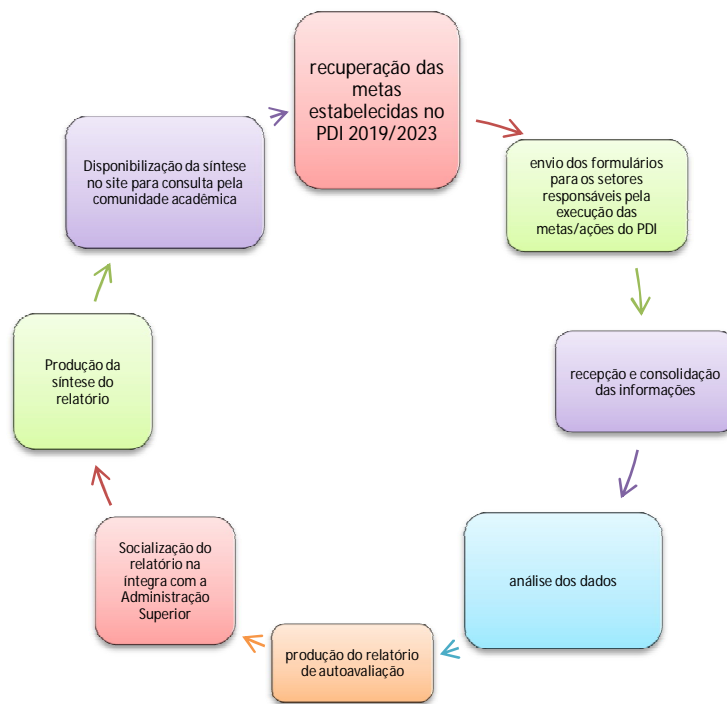 recuperação das
metas
estabelecidas no
PDI 2019/2023
envio dos formulários
para os setores
responsáveis pela
execução das
metas/ações do PDI
recepção e consolidação
das informações
análise dos dados
produção do relatório
de autoavaliação
Socialização do
relatório na
íntegra com a
Administração
Superior
Produção da
síntese do
relatório
Disponibilização da síntese
no site para consulta pela
comunidade acadêmica